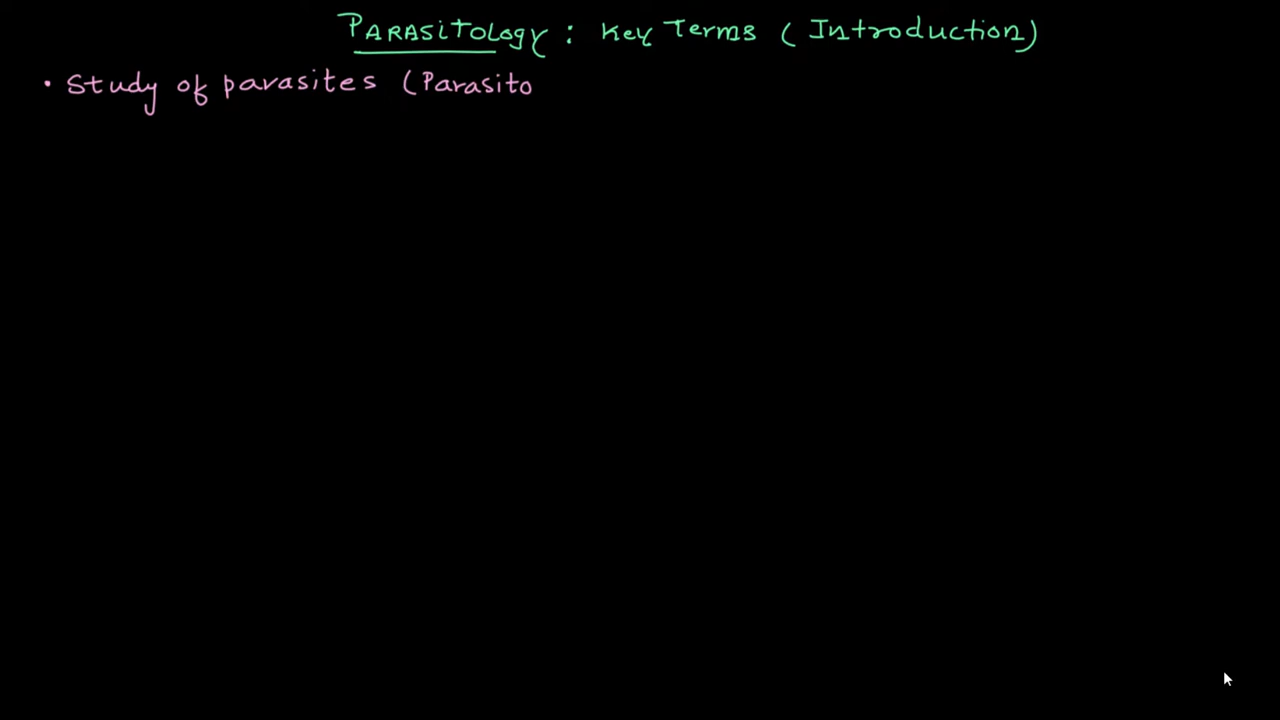 PARASITOLOgy : Key Terms ( Introduction)
• Study of parasites (Parasito